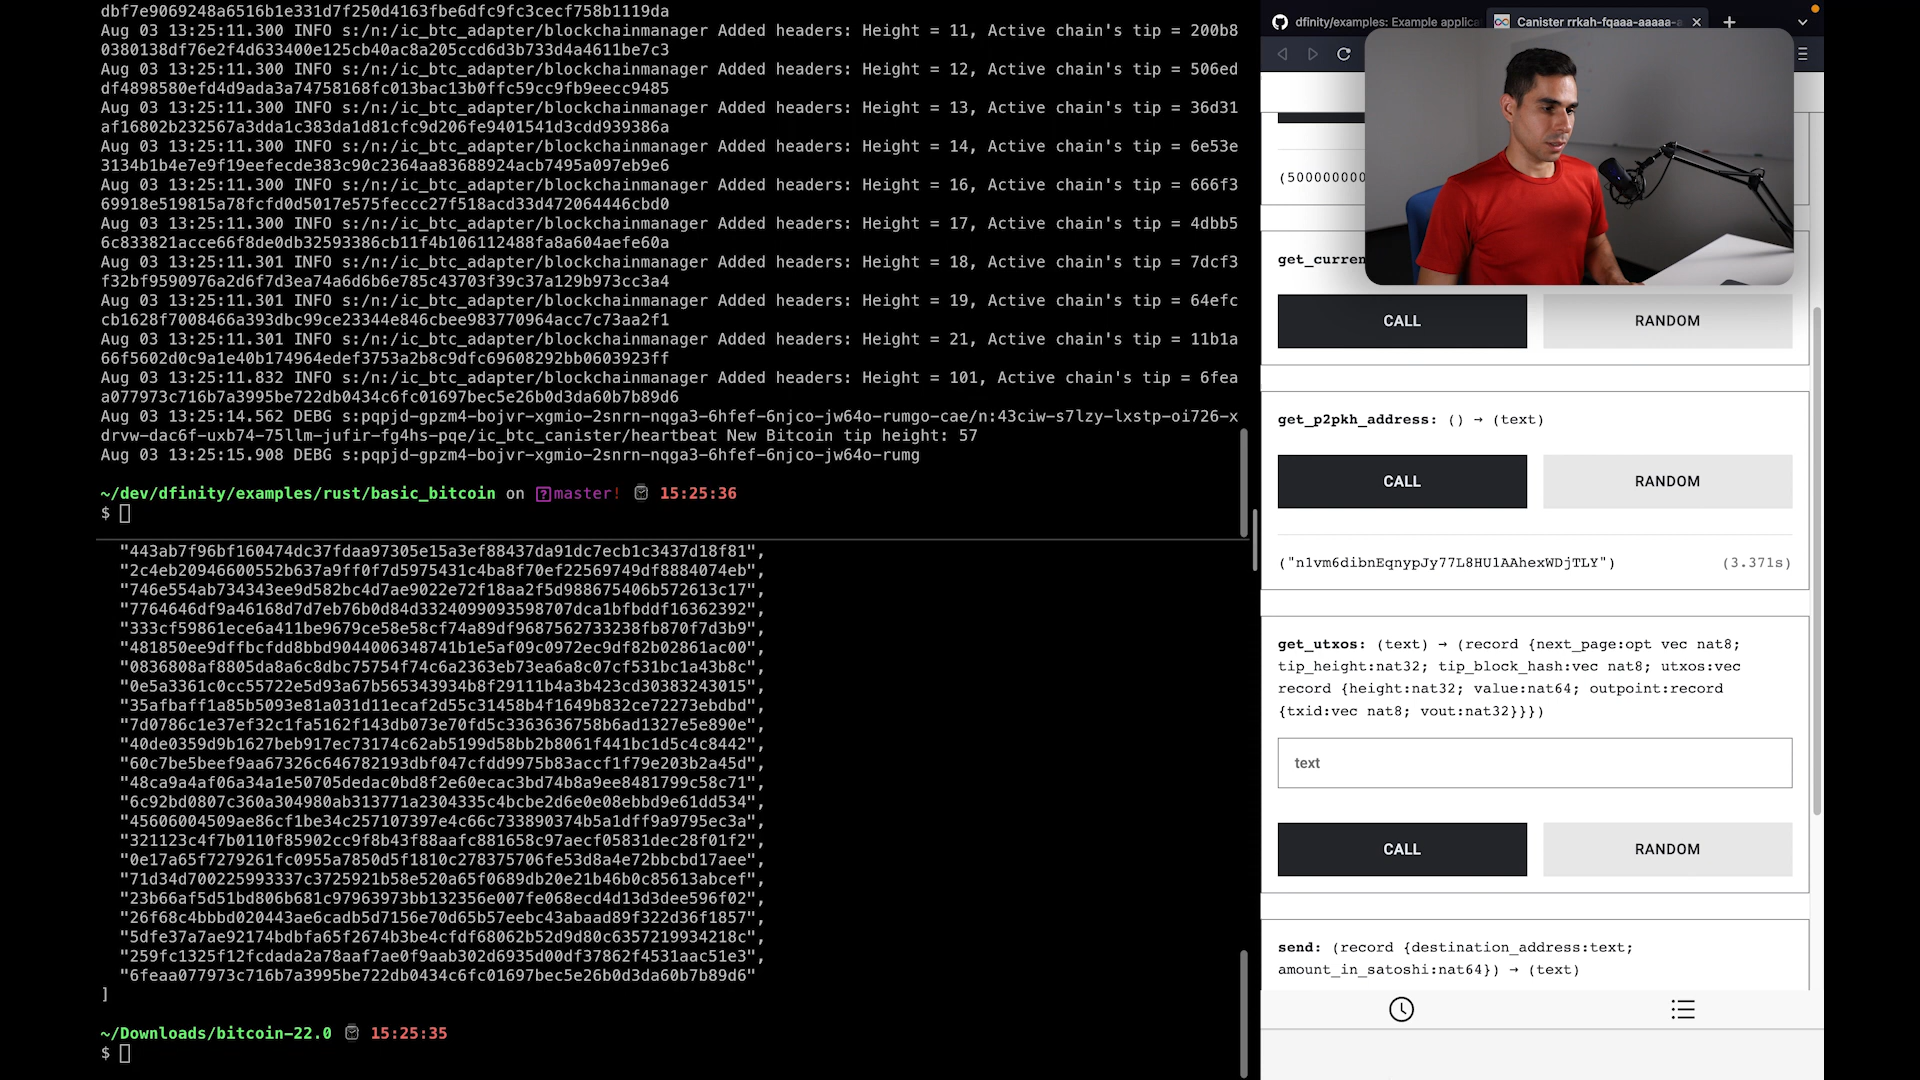 dbf7e9069248a6516b1e331d7f250d4163fbe6dfc9fc3cecf758b1119da
Aug 03 13:25:11.300 INFO s:/n:/ic_btc_adapter/blockchainmanager Added headers: Height = 11, Active chain's tip = 200b8
0380138df76e2f4d633400e125cb40ac8a205ccd6d3b733d4a4611be7c3
Aug 03 13:25:11.300 INFO s:/n:/ic_btc_adapter/blockchainmanager Added headers: Height = 12, Active chain's tip = 506ed
df4898580efd4d9ada3a74758168fc013bac13b0ffc59cc9fb9eecc9485
Aug 03 13:25:11.300 INFO s:/n:/ic_btc_adapter/blockchainmanager Added headers: Height = 13, Active chain's tip = 36d31
af16802b232567a3dda1c383da1d81cfc9d206fe9401541d3cdd939386a
Aug 03 13:25:11.300 INFO s:/n:/ic_btc_adapter/blockchainmanager Added headers: Height = 14, Active chain's tip = 6e53e
3134b1b4e7e9f19eefecde383c90c2364aa83688924acb7495a097eb9e6
Aug 03 13:25:11.300 INFO s:/n:/ic_btc_adapter/blockchainmanager Added headers: Height = 16, Active chain's tip = 666f3
69918e519815a78fcfd0d5017e575feccc27f518acd33d472064446cbd0
Aug 03 13:25:11.300 INFO s:/n:/ic_btc_adapter/blockchainmanager Added headers: Height = 17, Active chain's tip = 4dbb5
6c833821acce66f8de0db32593386cb11f4b106112488fa8a604aefe60a
Aug 03 13:25:11.301 INFO s:/n:/ic_btc_adapter/blockchainmanager Added headers: Height = 18, Active chain's tip = 7dcf3
f32bf9590976a2d6f7d3ea74a6d6b6e785c43703f39c37a129b973cc3a4
Aug 03 13:25:11.301 INFO s:/n:/ic_btc_adapter/blockchainmanager Added headers: Height = 19, Active chain's tip = 64efc
cb1628f7008466a393dbc99ce23344e846cbee983770964acc7c73aa2f1
Aug 03 13:25:11.301 INFO s:/n:/ic_btc_adapter/blockchainmanager Added headers: Height = 21, Active chain's tip = 11b1a
66f5602d0c9a1e40b174964edef3753a2b8c9dfc69608292bb0603923ff
Aug 03 13:25:11.832 INFO s:/n:/ic_btc_adapter/blockchainmanager Added headers: Height = 101, Active chain's tip = 6fea
a077973c716b7a3995be722db0434c6fc01697bec5e26b0d3da60b7b89d6
Aug 03 13:25:14.562 DEBG s:pqpjd-gpzm4-bojvr-xgmio-2snrn-nqga3-6hfef-6njco-jw64o-rumgo-cae/n:43ciw-s7lzy-lxstp-oi726-x
drvw-dac6f-uxb74-75llm-jufir-fg4hs-pqe/ic_btc_canister/heartbeat New Bitcoin tip height: 57
Aug 03 13:25:15.908 DEBG s:pqpjd-gpzm4-bojvr-xgmio-2snrn-nqga3-6hfef-6njco-jw64o-rumg
~/dev/dfinity/examples/rust/basic_bitcoin on master! 15:25:36
$
"443ab7f96bf160474dc37fdaa97305e15a3ef88437da91dc7ecb1c3437d18f81",
"2c4eb20946600552b637a9ff0f7d5975431c4ba8f70ef22569749df8884074eb",
"746e554ab734343ee9d582bc4d7ae9022e72f18aa2f5d988675406b572613c17",
"7764646df9a46168d7d7eb76b0d84d3324099093598707dca1bfbddf16362392",
"333cf59861ece6a411be9679ce58e58cf74a89df9687562733238fb870f7d3b9",
"481850ee9dffbcfdd8bbd9044006348741b1e5af09c0972ec9df82b02861ac00",
"0836808af8805da8a6c8dbc75754f74c6a2363eb73ea6a8c07cf531bc1a43b8c",
"0e5a3361c0cc55722e5d93a67b565343934b8f29111b4a3b423cd30383243015",
"35afbaff1a85b5093e81a031d11ecaf2d55c31458b4f1649b832ce72273ebdbd",
"7d0786c1e37ef32c1fa5162f143db073e70fd5c3363636758b6ad1327e5e890e",
"40de0359d9b1627beb917ec73174c62ab5199d58bb2b8061f441bc1d5c4c8442",
"60c7be5beef9aa67326c646782193dbf047cfdd9975b83accf1f79e203b2a45d",
"48ca9a4af06a34a1e50705dedac0bd8f2e60ecac3bd74b8a9ee8481799c58c71",
"6c92bd0807c360a304980ab313771a2304335c4bcbe2d6e0e08ebbd9e61dd534",
"45606004509ae86cf1be34c257107397e4c66c733890374b5a1dff9a9795ec3a",
"321123c4f7b0110f85902cc9f8b43f88aafc881658c97aecf05831dec28f01f2",
"0e17a65f7279261fc0955a7850d5f1810c278375706fe53d8a4e72bbcbd17aee",
"71d34d700225993337c3725921b58e520a65f0689db20e21b46b0c85613abcef",
"23b66af5d51bd806b681c97963973bb132356e007fe068ecd4d13d3dee596f02",
"26f68c4bbbd020443ae6cadb5d7156e70d65b57eebc43abaad89f322d36f1857",
"5dfe37a7ae92174bdbfa65f2674b3be4cfdf68062b52d9d80c6357219934218c",
"259fc1325f12fcdada2a78aaf7ae0f9aab302d6935d00df37862f4531aac51e3",
"6feaa077973c716b7a3995be722db0434c6fc01697bec5e26b0d3da60b7b89d6"
]
~/Downloads/bitcoin-22.0 15:25:35
$
dfinity/examples: Example applic
Canister rrkah-fqaaa-aaaaa-
(5000000000
get_curren
CALL
RANDOM
get_p2pkh_address: () → (text)
CALL
RANDOM
("n1vm6dibnEqnypJy77L8HU1AAhexWDjTLY") (3.371s)
get_utxos: (text) → (record {next_page:opt vec nat8;
tip_height:nat32; tip_block_hash:vec nat8; utxos:vec
record {height:nat32; value:nat64; outpoint:record
{txid:vec nat8; vout:nat32}}})
text
CALL
RANDOM
send: (record {destination_address:text;
amount_in_satoshi:nat64}) → (text)